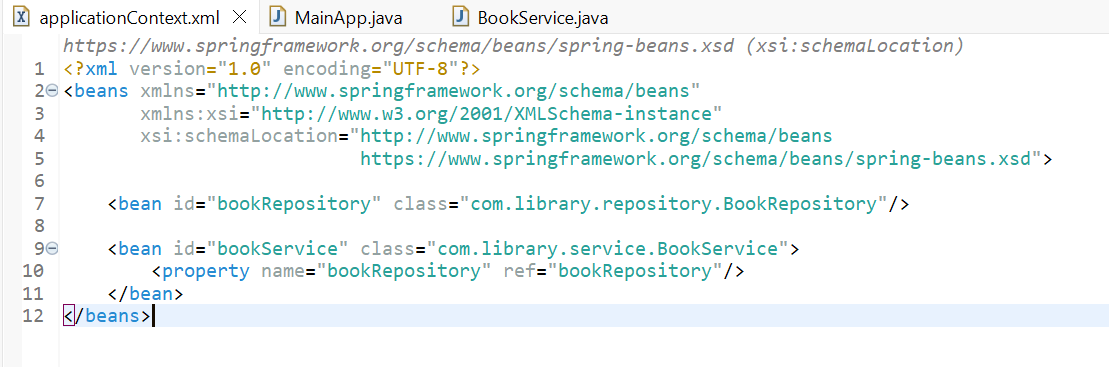 applicationContext.xml MainApp.java BookService.java
https://www.springframework.org/schema/beans/spring-beans.xsd (xsi:schemaLocation)
1 <?xml version="1.0" encoding="UTF-8"?>
2 <beans xmlns="http://www.springframework.org/schema/beans"
3        xmlns:xsi="http://www.w3.org/2001/XMLSchema-instance"
4        xsi:schemaLocation="http://www.springframework.org/schema/beans
5                            https://www.springframework.org/schema/beans/spring-beans.xsd">
6
7     <bean id="bookRepository" class="com.library.repository.BookRepository"/>
8
9     <bean id="bookService" class="com.library.service.BookService">
10         <property name="bookRepository" ref="bookRepository"/>
11     </bean>
12 </beans>